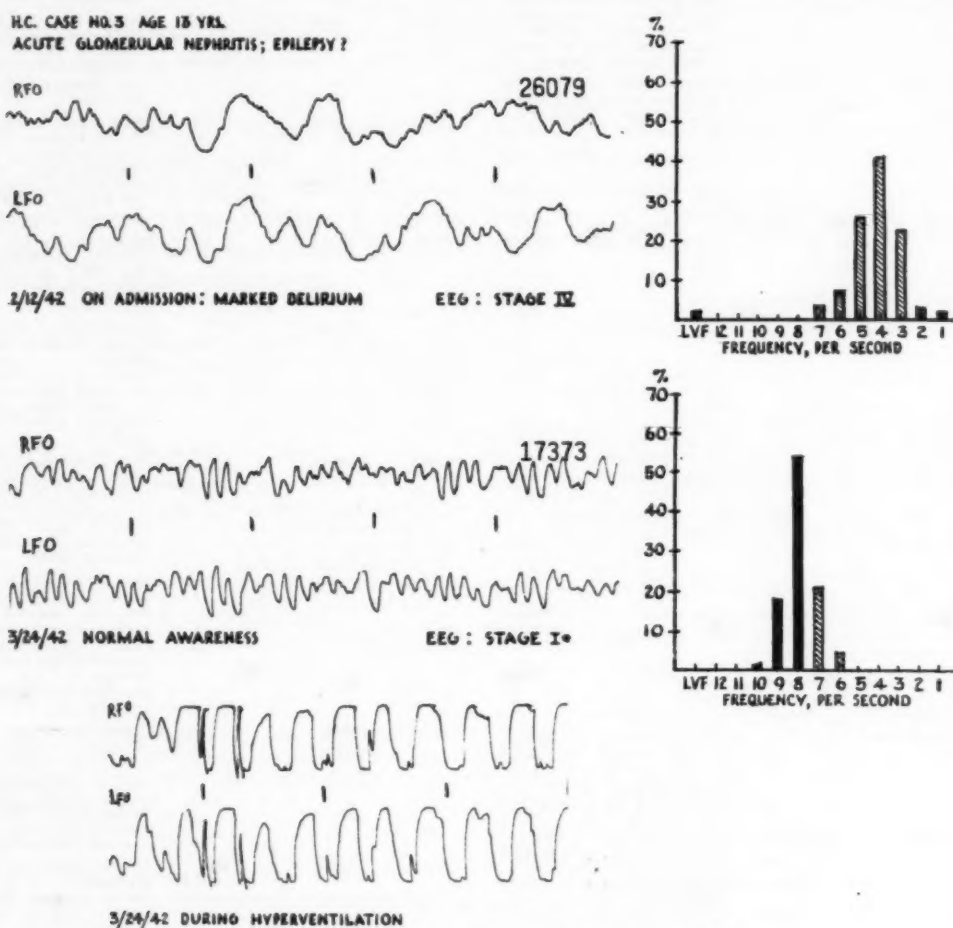 H.C. CASE NO.3 AGE 13 YRS.
ACUTE GLOMERULAR NEPHRITIS; EPILEPSY?
RFO
26079
LFO
2/12/42 ON ADMISSION: MARKED DELIRIUM EEG: STAGE IV
%
70
60
50
40
30
20
10
LVF 12 11 10 9 8 7 6 5 4 3 2 1
FREQUENCY, PER SECOND
RFO
17373
LFO
3/24/42 NORMAL AWARENESS EEG: STAGE I+
%
70
60
50
40
30
20
10
LVF 12 11 10 9 8 7 6 5 4 3 2 1
FREQUENCY, PER SECOND
RFO
LFO
3/24/42 DURING HYPERVENTILATION